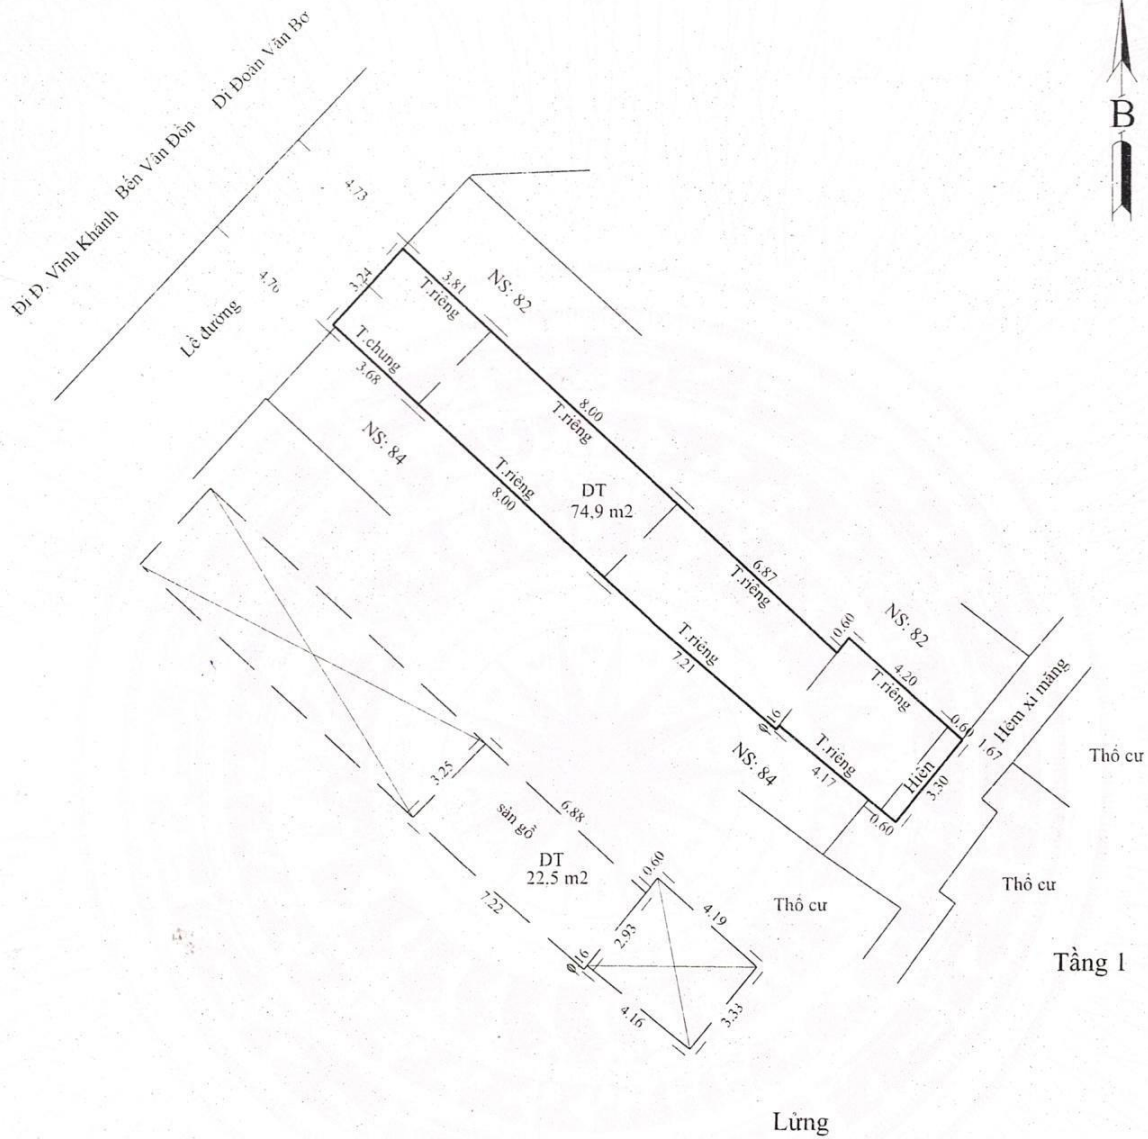 Đi Đ. Vĩnh Khánh Bến Vân Đồn Đi Đoàn Văn Bơ
B
4.73
4.76
Lề đường
3.24
3.81
T.riêng
NS: 82
T.chung
3.68
NS: 84
8.00
T.riêng
T.riêng
8.00
DT
74,9 m2
6.87
T.riêng
T.riêng
7.21
0.60
NS: 82
4.20
T.riêng
0.16
T.riêng
4.17
NS: 84
0.60
Hiên
3.30
0.60
1.67
Hẻm xi măng
Thổ cư
Thổ cư
Thổ cư
Tầng 1
3.25
sàn gỗ
6.88
DT
22,5 m2
7.22
0.60
4.19
2.93
0.16
4.16
3.33
Lửng